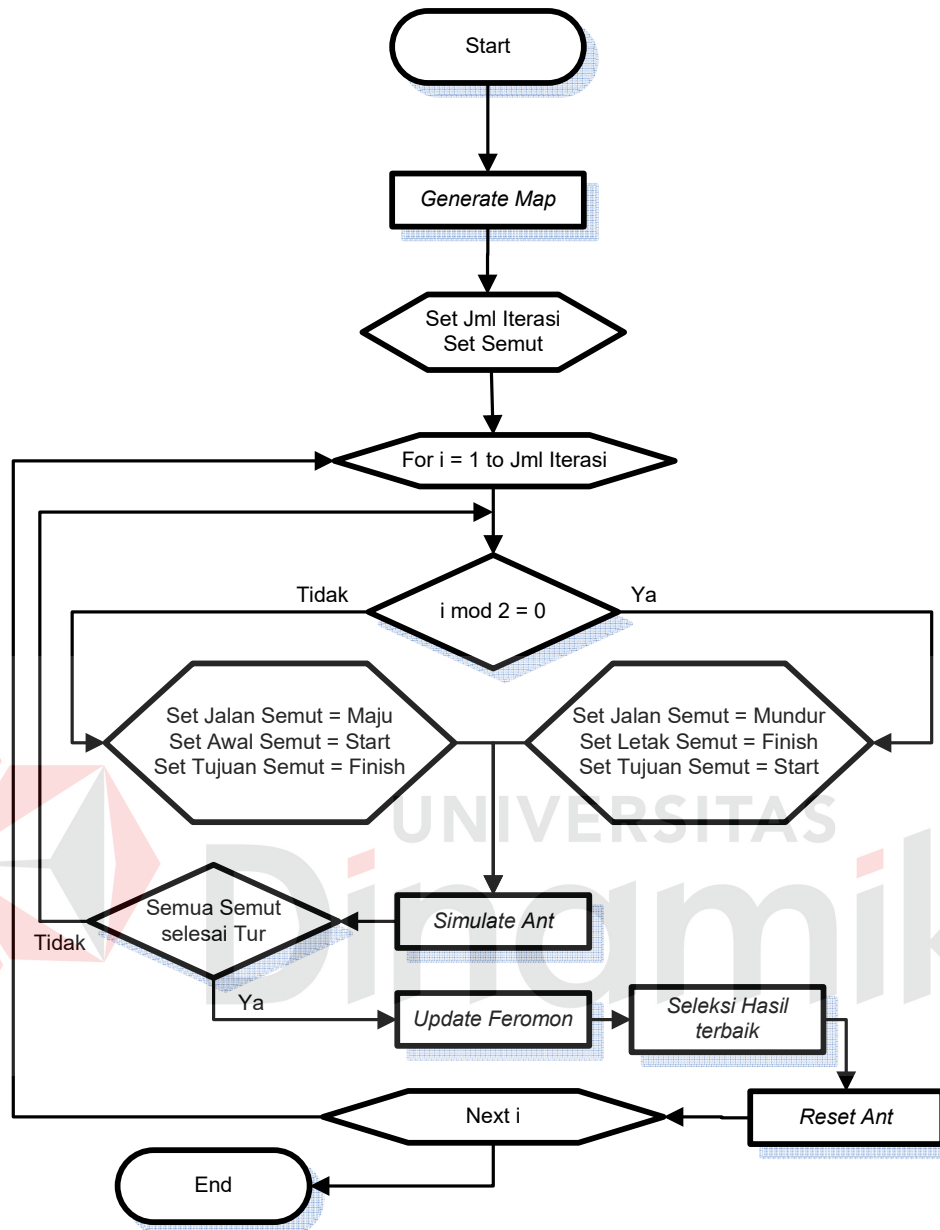 Start
Generate Map
Set Jml Iterasi
Set Semut
For i = 1 to Jml Iterasi
Tidak
i mod 2 = 0
Ya
Set Jalan Semut = Maju
Set Awal Semut = Start
Set Tujuan Semut = Finish
Set Jalan Semut = Mundur
Set Letak Semut = Finish
Set Tujuan Semut = Start
UNIVERSITAS
Dinamik
Semua Semut
selesai Tur
Simulate Ant
Tidak
Ya
Update Feromon
Seleksi Hasil
terbaik
Next i
Reset Ant
End